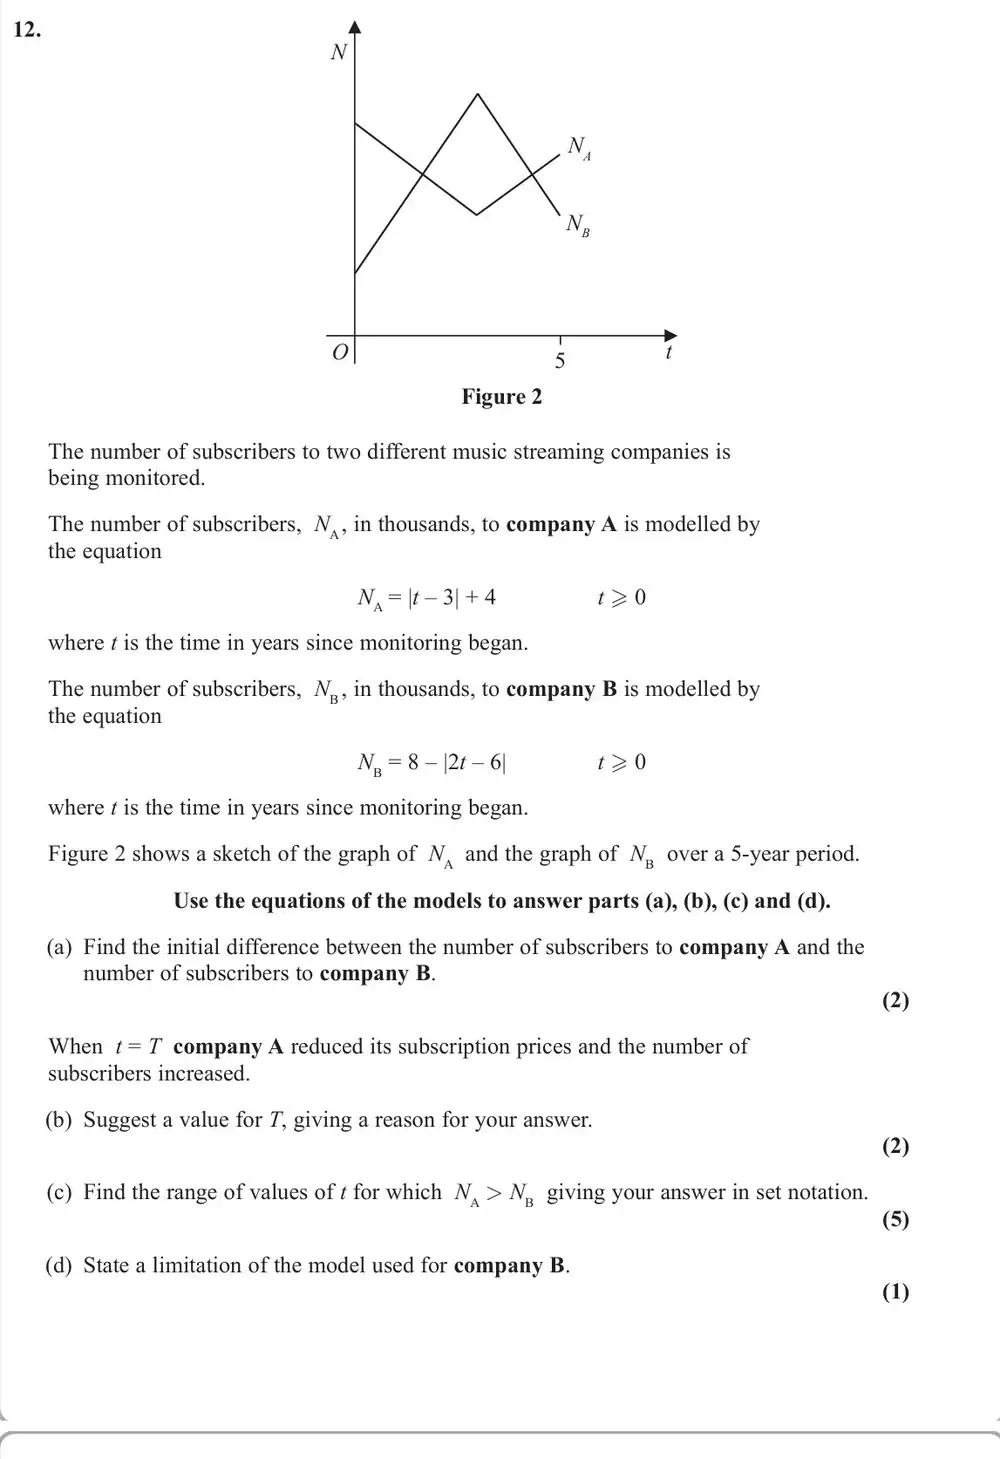 12.
N
N_A
N_B
O
5
t
Figure 2
The number of subscribers to two different music streaming companies is
being monitored.
The number of subscribers, N_A, in thousands, to company A is modelled by
the equation
N_A = |t – 3| + 4 t ⩾ 0
where t is the time in years since monitoring began.
The number of subscribers, N_B, in thousands, to company B is modelled by
the equation
N_B = 8 – |2t – 6| t ⩾ 0
where t is the time in years since monitoring began.
Figure 2 shows a sketch of the graph of N_A and the graph of N_B over a 5-year period.
Use the equations of the models to answer parts (a), (b), (c) and (d).
(a) Find the initial difference between the number of subscribers to company A and the
number of subscribers to company B.
(2)
When t = T company A reduced its subscription prices and the number of
subscribers increased.
(b) Suggest a value for T, giving a reason for your answer.
(2)
(c) Find the range of values of t for which N_A > N_B giving your answer in set notation.
(5)
(d) State a limitation of the model used for company B.
(1)